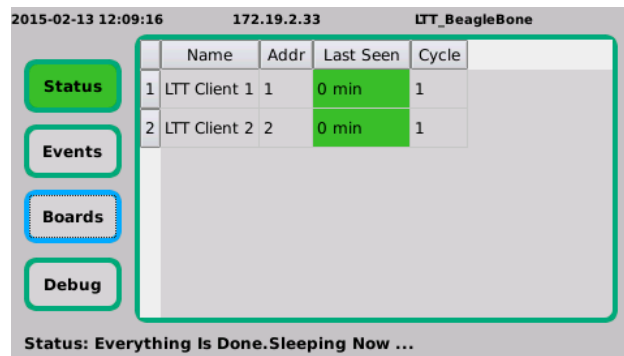 2015-02-13 12:09:16 172.19.2.33 LTT_BeagleBone
Name Addr Last Seen Cycle
Status
1 LTT Client 1 1 0 min 1
2 LTT Client 2 2 0 min 1
Events
Boards
Debug
Status: Everything Is Done.Sleeping Now ...